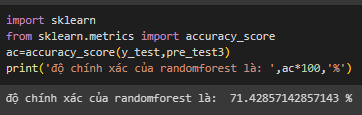 import sklearn
from sklearn.metrics import accuracy_score
ac=accuracy_score(y_test,pre_test3)
print('độ chính xác của randomforest là: ',ac*100,'%')
độ chính xác của randomforest là:  71.42857142857143 %